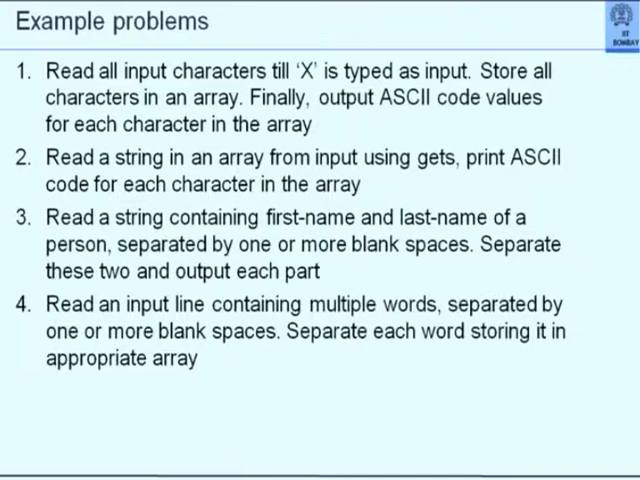 Example problems
IIT
BOMBAY
1. Read all input characters till ‘X’ is typed as input. Store all
characters in an array. Finally, output ASCII code values
for each character in the array
2. Read a string in an array from input using gets, print ASCII
code for each character in the array
3. Read a string containing first-name and last-name of a
person, separated by one or more blank spaces. Separate
these two and output each part
4. Read an input line containing multiple words, separated by
one or more blank spaces. Separate each word storing it in
appropriate array